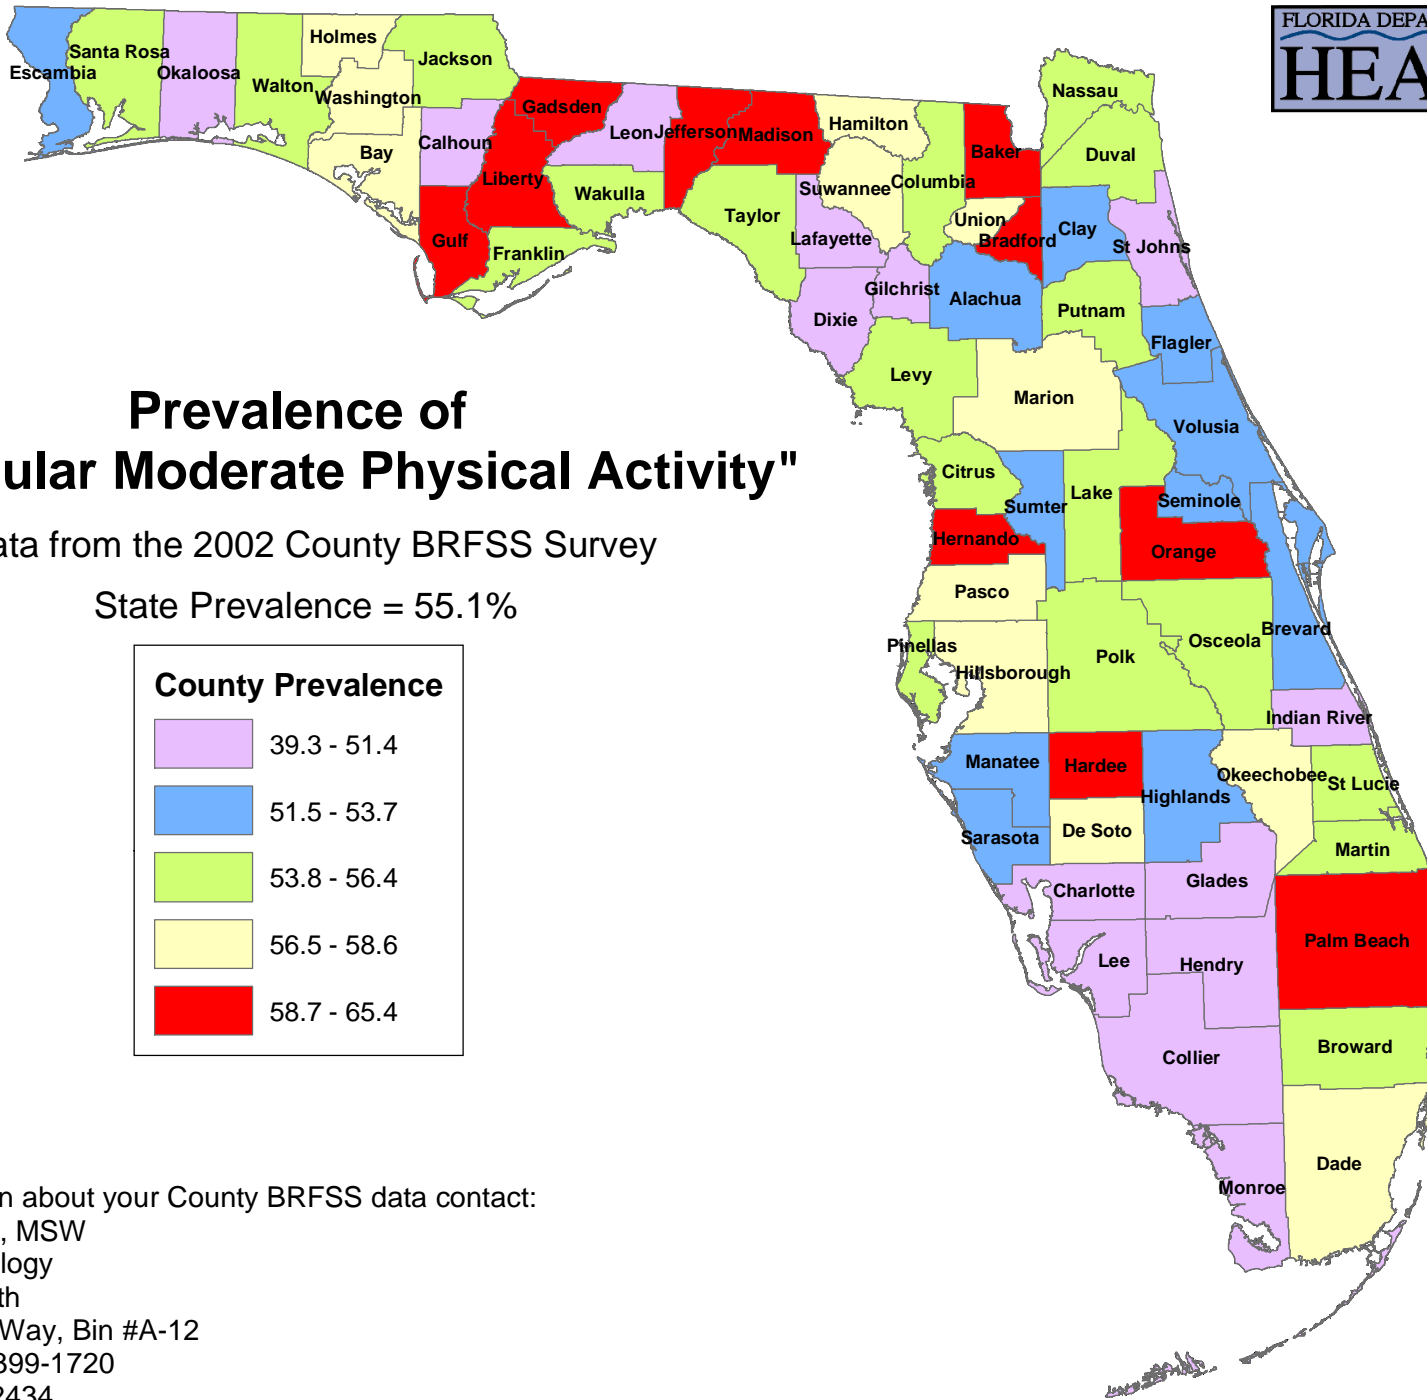 FLORIDA DEPA
HEA
Prevalence of
ular Moderate Physical Activity"
ata from the 2002 County BRFSS Survey
State Prevalence = 55.1%
County Prevalence
39.3 - 51.4
51.5 - 53.7
53.8 - 56.4
56.5 - 58.6
58.7 - 65.4
Escambia
Santa Rosa
Okaloosa
Walton
Holmes
Washington
Bay
Jackson
Calhoun
Gulf
Gadsden
Liberty
Franklin
Leon
Wakulla
Jefferson
Madison
Taylor
Hamilton
Suwannee
Lafayette
Dixie
Columbia
Gilchrist
Baker
Union
Bradford
Alachua
Levy
Nassau
Duval
Clay
St Johns
Putnam
Flagler
Marion
Volusia
Citrus
Sumter
Lake
Seminole
Hernando
Orange
Pasco
Pinellas
Hillsborough
Polk
Osceola
Brevard
Indian River
Manatee
Hardee
Highlands
Okeechobee
St Lucie
Sarasota
De Soto
Martin
Charlotte
Glades
Lee
Hendry
Palm Beach
Collier
Broward
Monroe
Dade
n about your County BRFSS data contact:
, MSW
logy
th
Way, Bin #A-12
399-1720
2434